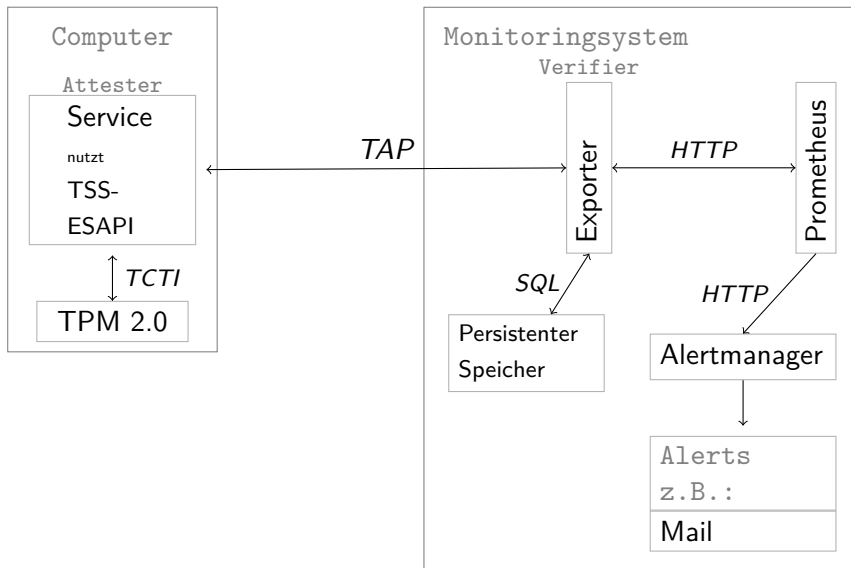 Computer
Attester
Service
nutzt
TSS-
ESAPI
TCTI
TPM 2.0
TAP
Monitoringsystem
Verifier
Exporter
HTTP
Prometheus
SQL
Persistenter
Speicher
HTTP
Alertmanager
Alerts
z.B.:
Mail